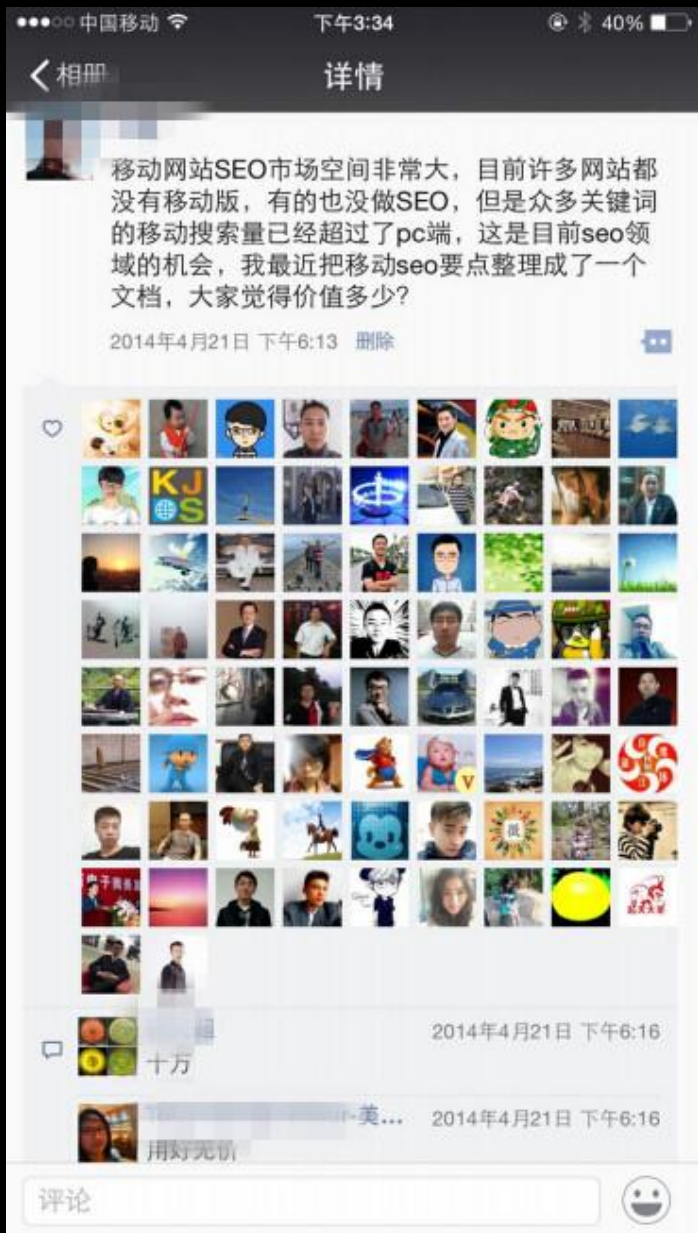 中国移动 下午3:34 40%
相册 详情
移动网站SEO市场空间非常大，目前许多网站都
没有移动版，有的也没做SEO，但是众多关键词
的移动搜索量已经超过了pc端，这是目前seo领
域的机会，我最近把移动seo要点整理成了一个
文档，大家觉得价值多少？
2014年4月21日 下午6:13 删除
KJ
S
V
薇
2014年4月21日 下午6:16
十万
美... 2014年4月21日 下午6:16
用好无价
评论